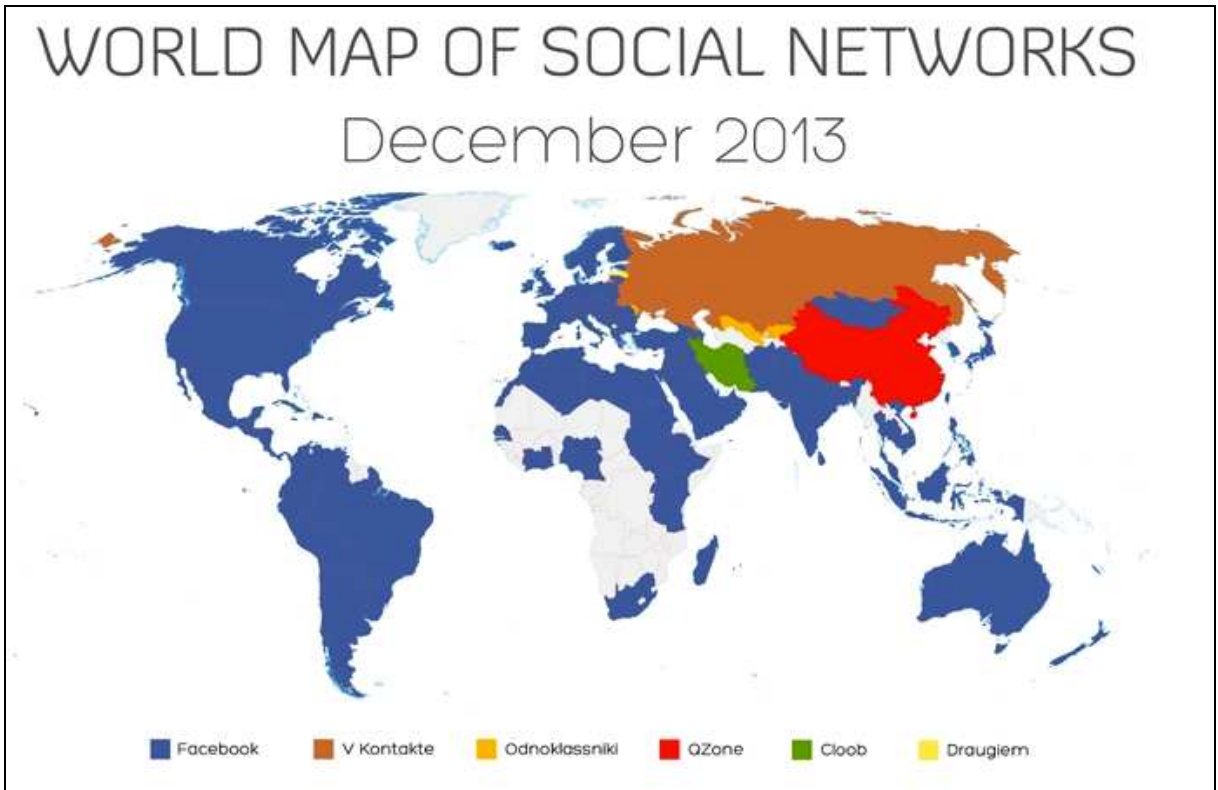 WORLD MAP OF SOCIAL NETWORKS
December 2013
Facebook V Kontakte Odnoklassniki QZone Cloob Draugiem